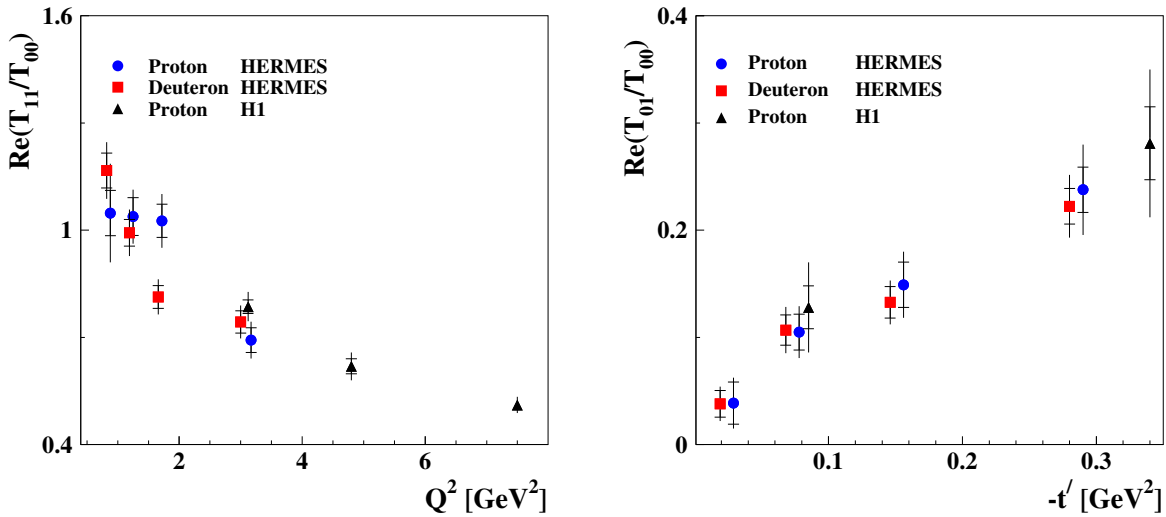 Re(T11/T00)
1.6
1
0.4
Proton HERMES
Deuteron HERMES
Proton H1
2 4 6
Q2 [GeV2]
Re(T01/T00)
0.4
0.2
0
Proton HERMES
Deuteron HERMES
Proton H1
0.1 0.2 0.3
-t′ [GeV2]